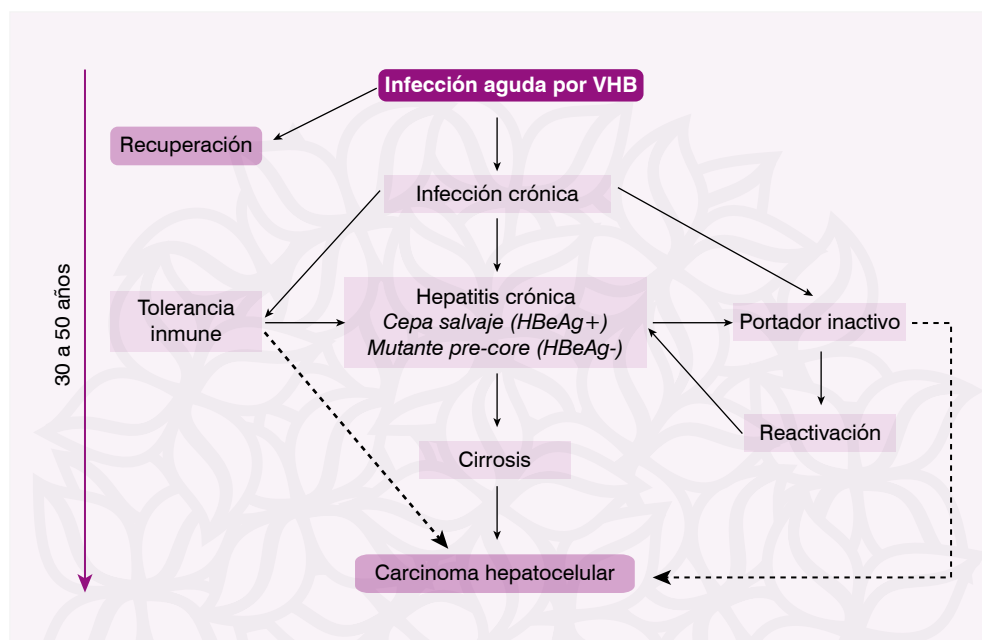 Infección aguda por VHB
Recuperación
Infección crónica
30 a 50 años
Tolerancia
inmune
Hepatitis crónica
Cepa salvaje (HBeAg+)
Mutante pre-core (HBeAg-)
Portador inactivo
Reactivación
Cirrosis
Carcinoma hepatocelular